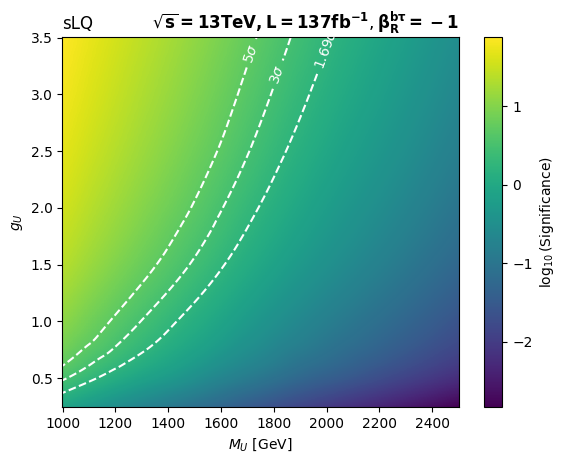 sLQ √s = 13TeV, L = 137fb⁻¹, β_R^{bτ} = −1
3.5
3.0
2.5
2.0
1.5
1.0
0.5
g_U
5σ
3σ
1.69σ
1000 1200 1400 1600 1800 2000 2200 2400
M_U [GeV]
1
0
−1
−2
log₁₀(Significance)